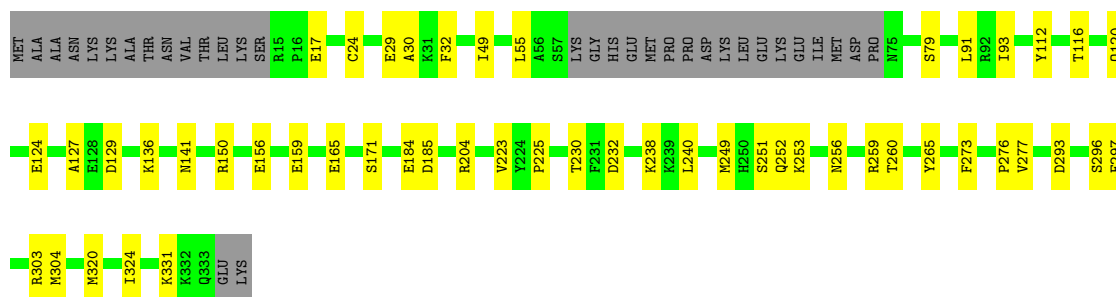 MET ALA ALA ASN LYS LYS ALA THR ASN VAL THR LEU LYS SER R15 P16 E17 C24 E29 A30 K31 F32 I49 L55 A56 S57 LYS GLY HIS GLU MET PRO PRO ASP LYS LEU GLU LYS GLU ILE MET ASP PRO N75 S79 L91 R92 I93 Y112 T116
E124 A127 E128 D129 K136 N141 R150 E156 E159 E165 S171 E184 D185 R204 V223 Y224 P225 T230 F231 D232 K238 K239 L240 M249 H250 S251 Q252 K253 N256 R259 T260 Y265 F273 P276 V277 D293 S296
R303 M304 M320 I324 K331 K332 Q333 GLU LYS